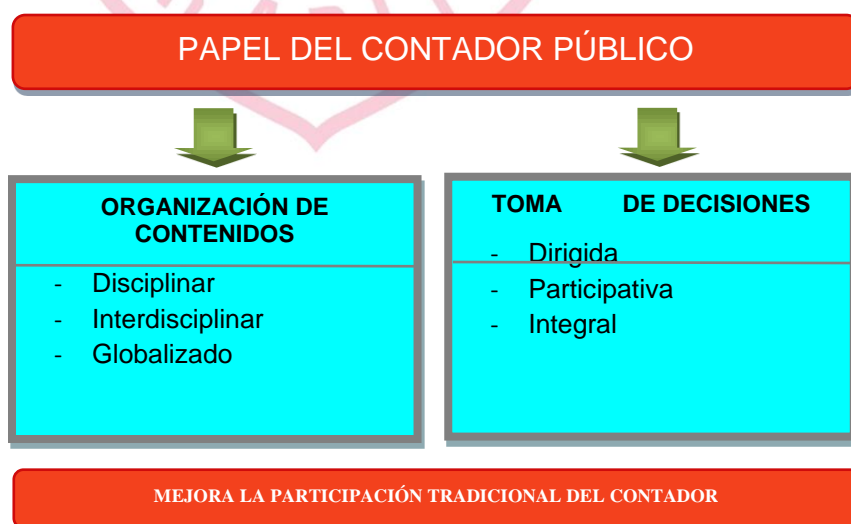 PAPEL DEL CONTADOR PÚBLICO
ORGANIZACIÓN DE
CONTENIDOS
- Disciplinar
- Interdisciplinar
- Globalizado
TOMA DE DECISIONES
- Dirigida
- Participativa
- Integral
MEJORA LA PARTICIPACIÓN TRADICIONAL DEL CONTADOR